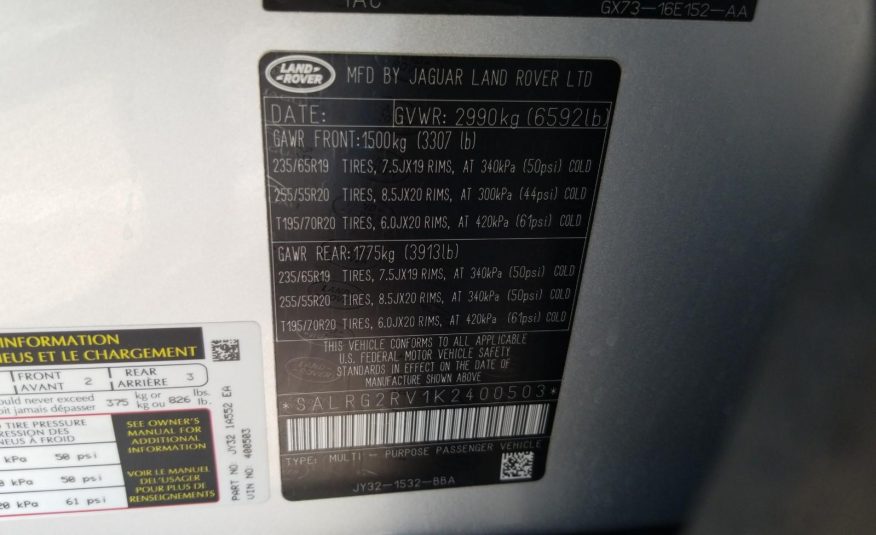 GX73-16E152-AA
LAND ROVER
MFD BY JAGUAR LAND ROVER LTD
DATE: GVWR: 2990kg (6592lb)
GAWR FRONT:1500kg (3307 lb)
235/65R19 TIRES, 7.5JX19 RIMS, AT 340kPa (50psi) COLD
255/55R20 TIRES, 8.5JX20 RIMS, AT 300kPa (44psi) COLD
T195/70R20 TIRES, 6.0JX20 RIMS, AT 420kPa (61psi) COLD
GAWR REAR:1775kg (3913lb)
235/65R19 TIRES, 7.5JX19 RIMS, AT 340kPa (50psi) COLD
255/55R20 TIRES, 8.5JX20 RIMS, AT 340kPa (50psi) COLD
T195/70R20 TIRES, 6.0JX20 RIMS, AT 420kPa (61psi) COLD
THIS VEHICLE CONFORMS TO ALL APPLICABLE
U.S. FEDERAL MOTOR VEHICLE SAFETY
STANDARDS IN EFFECT ON THE DATE OF
MANUFACTURE SHOWN ABOVE
*SALRG2RV1K2400503*
TYPE: MULTI - PURPOSE PASSENGER VEHICLE
JY32-1532-BBA
INFORMATION
NEUS ET LE CHARGEMENT
FRONT 2 REAR 3
AVANT ARRIÈRE
should never exceed 375 kg or 826 lbs.
doit jamais dépasser kg ou lb.
TIRE PRESSURE
PRESSION DES
PNEUS À FROID
kPa 50 psi
0 kPa 50 psi
20 kPa 61 psi
SEE OWNER'S
MANUAL FOR
ADDITIONAL
INFORMATION
VOIR LE MANUEL
DE L'USAGER
POUR PLUS DE
RENSEIGNEMENTS
PART NO: JY32 1A552 EA
VIN NO: 400503